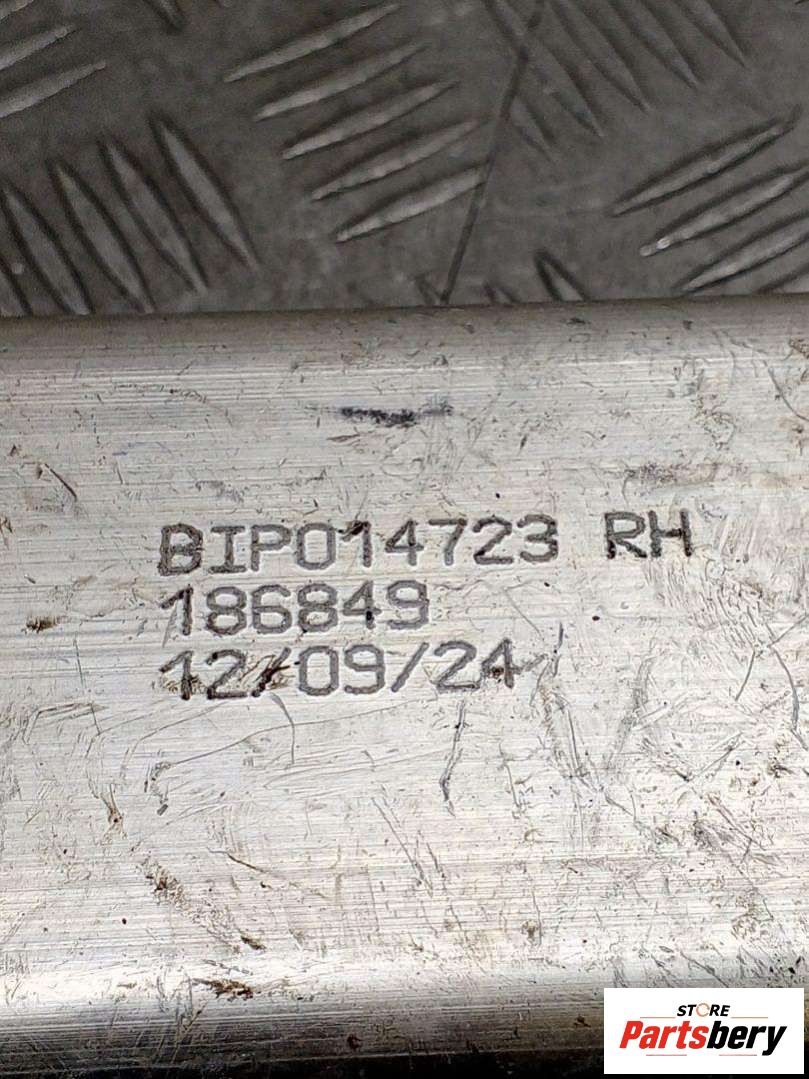 BIP014723 RH
186849
12/09/24
STORE
Partsbery